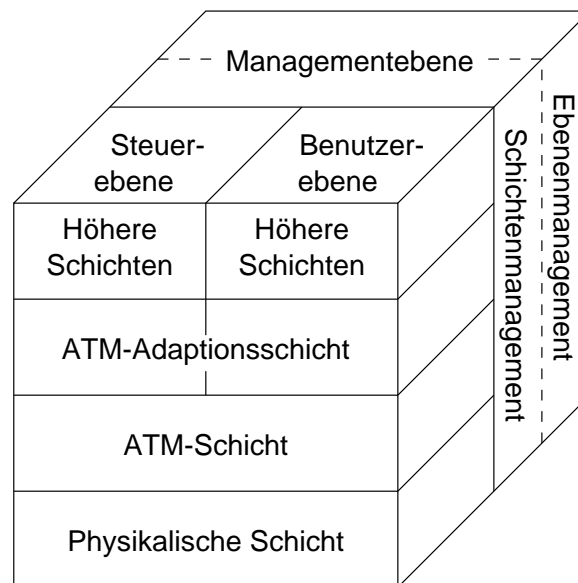 Managementebene
Steuer-
ebene
Benutzer-
ebene
Höhere
Schichten
Höhere
Schichten
ATM-Adaptionsschicht
ATM-Schicht
Physikalische Schicht
Schichtenmanagement
Ebenenmanagement